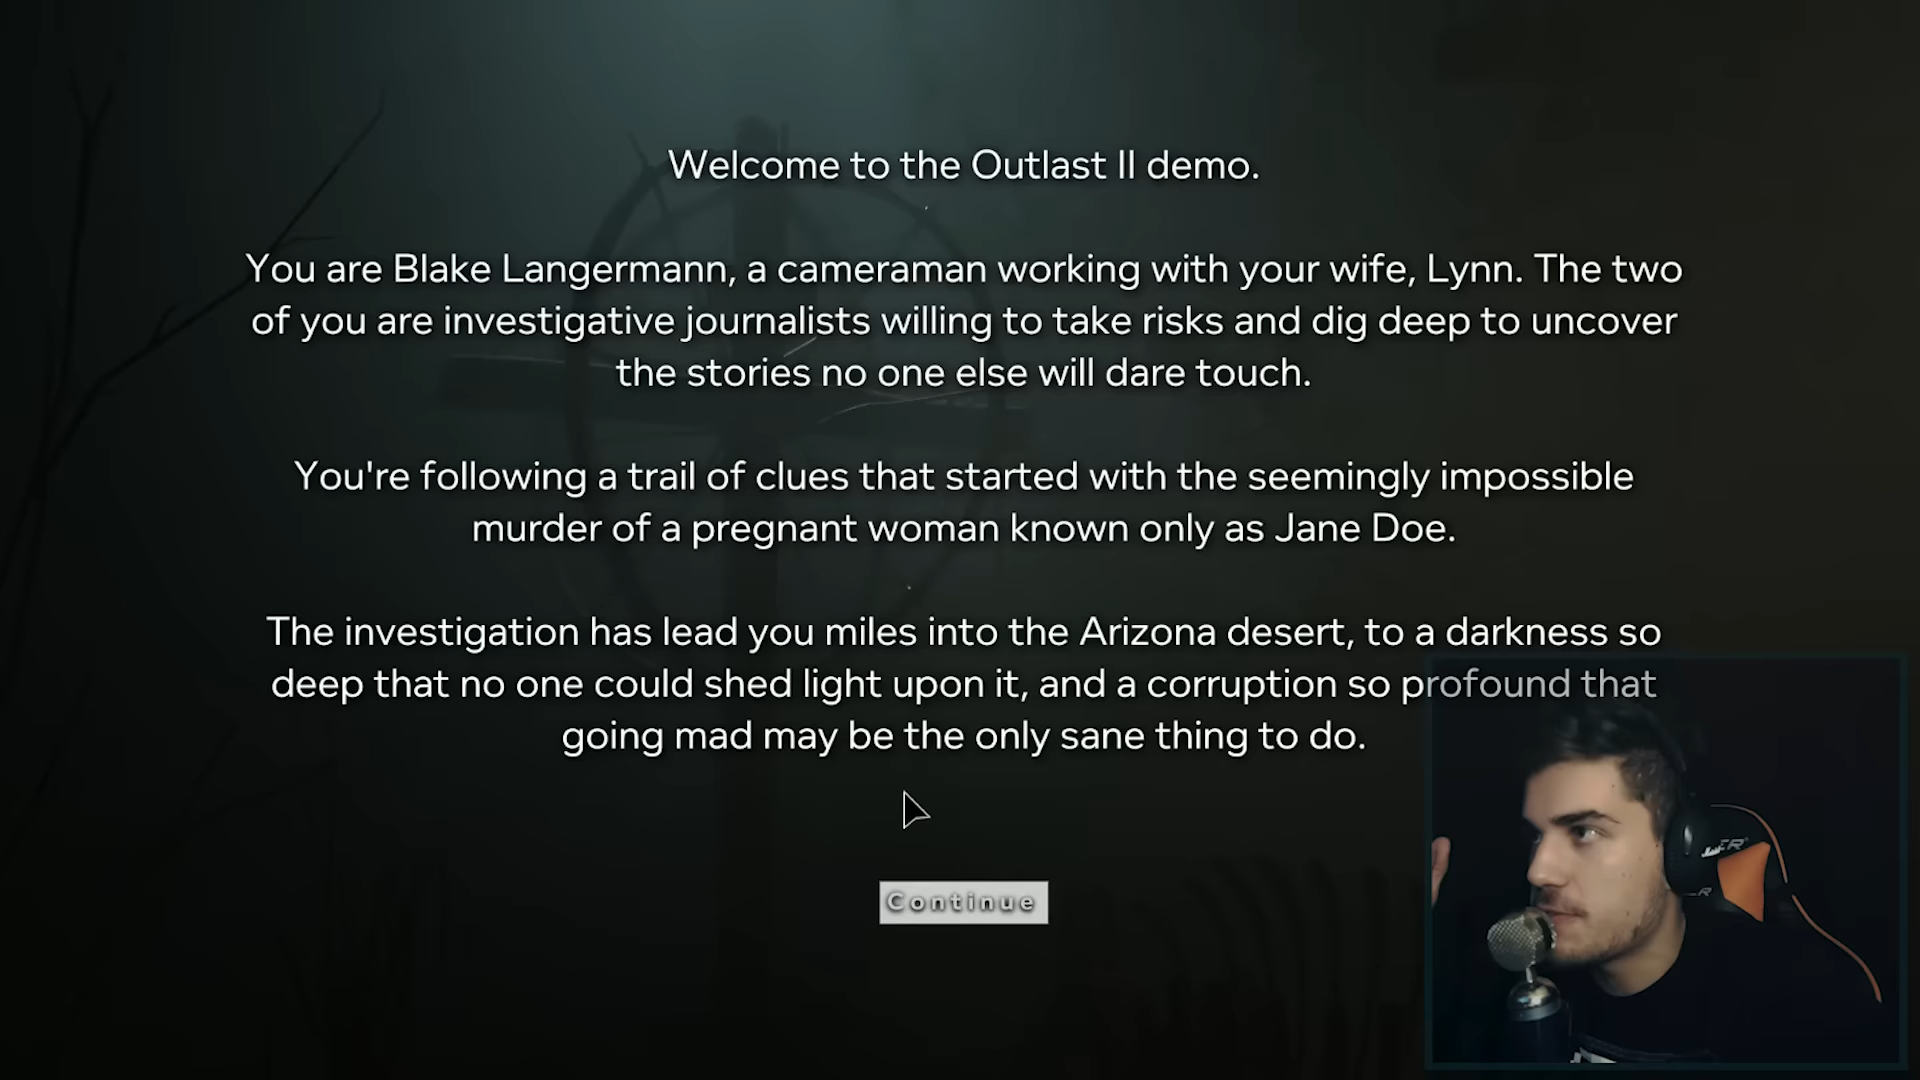 Welcome to the Outlast II demo.
You are Blake Langermann, a cameraman working with your wife, Lynn. The two
of you are investigative journalists willing to take risks and dig deep to uncover
the stories no one else will dare touch.
You're following a trail of clues that started with the seemingly impossible
murder of a pregnant woman known only as Jane Doe.
The investigation has lead you miles into the Arizona desert, to a darkness so
deep that no one could shed light upon it, and a corruption so profound that
going mad may be the only sane thing to do.
Continue